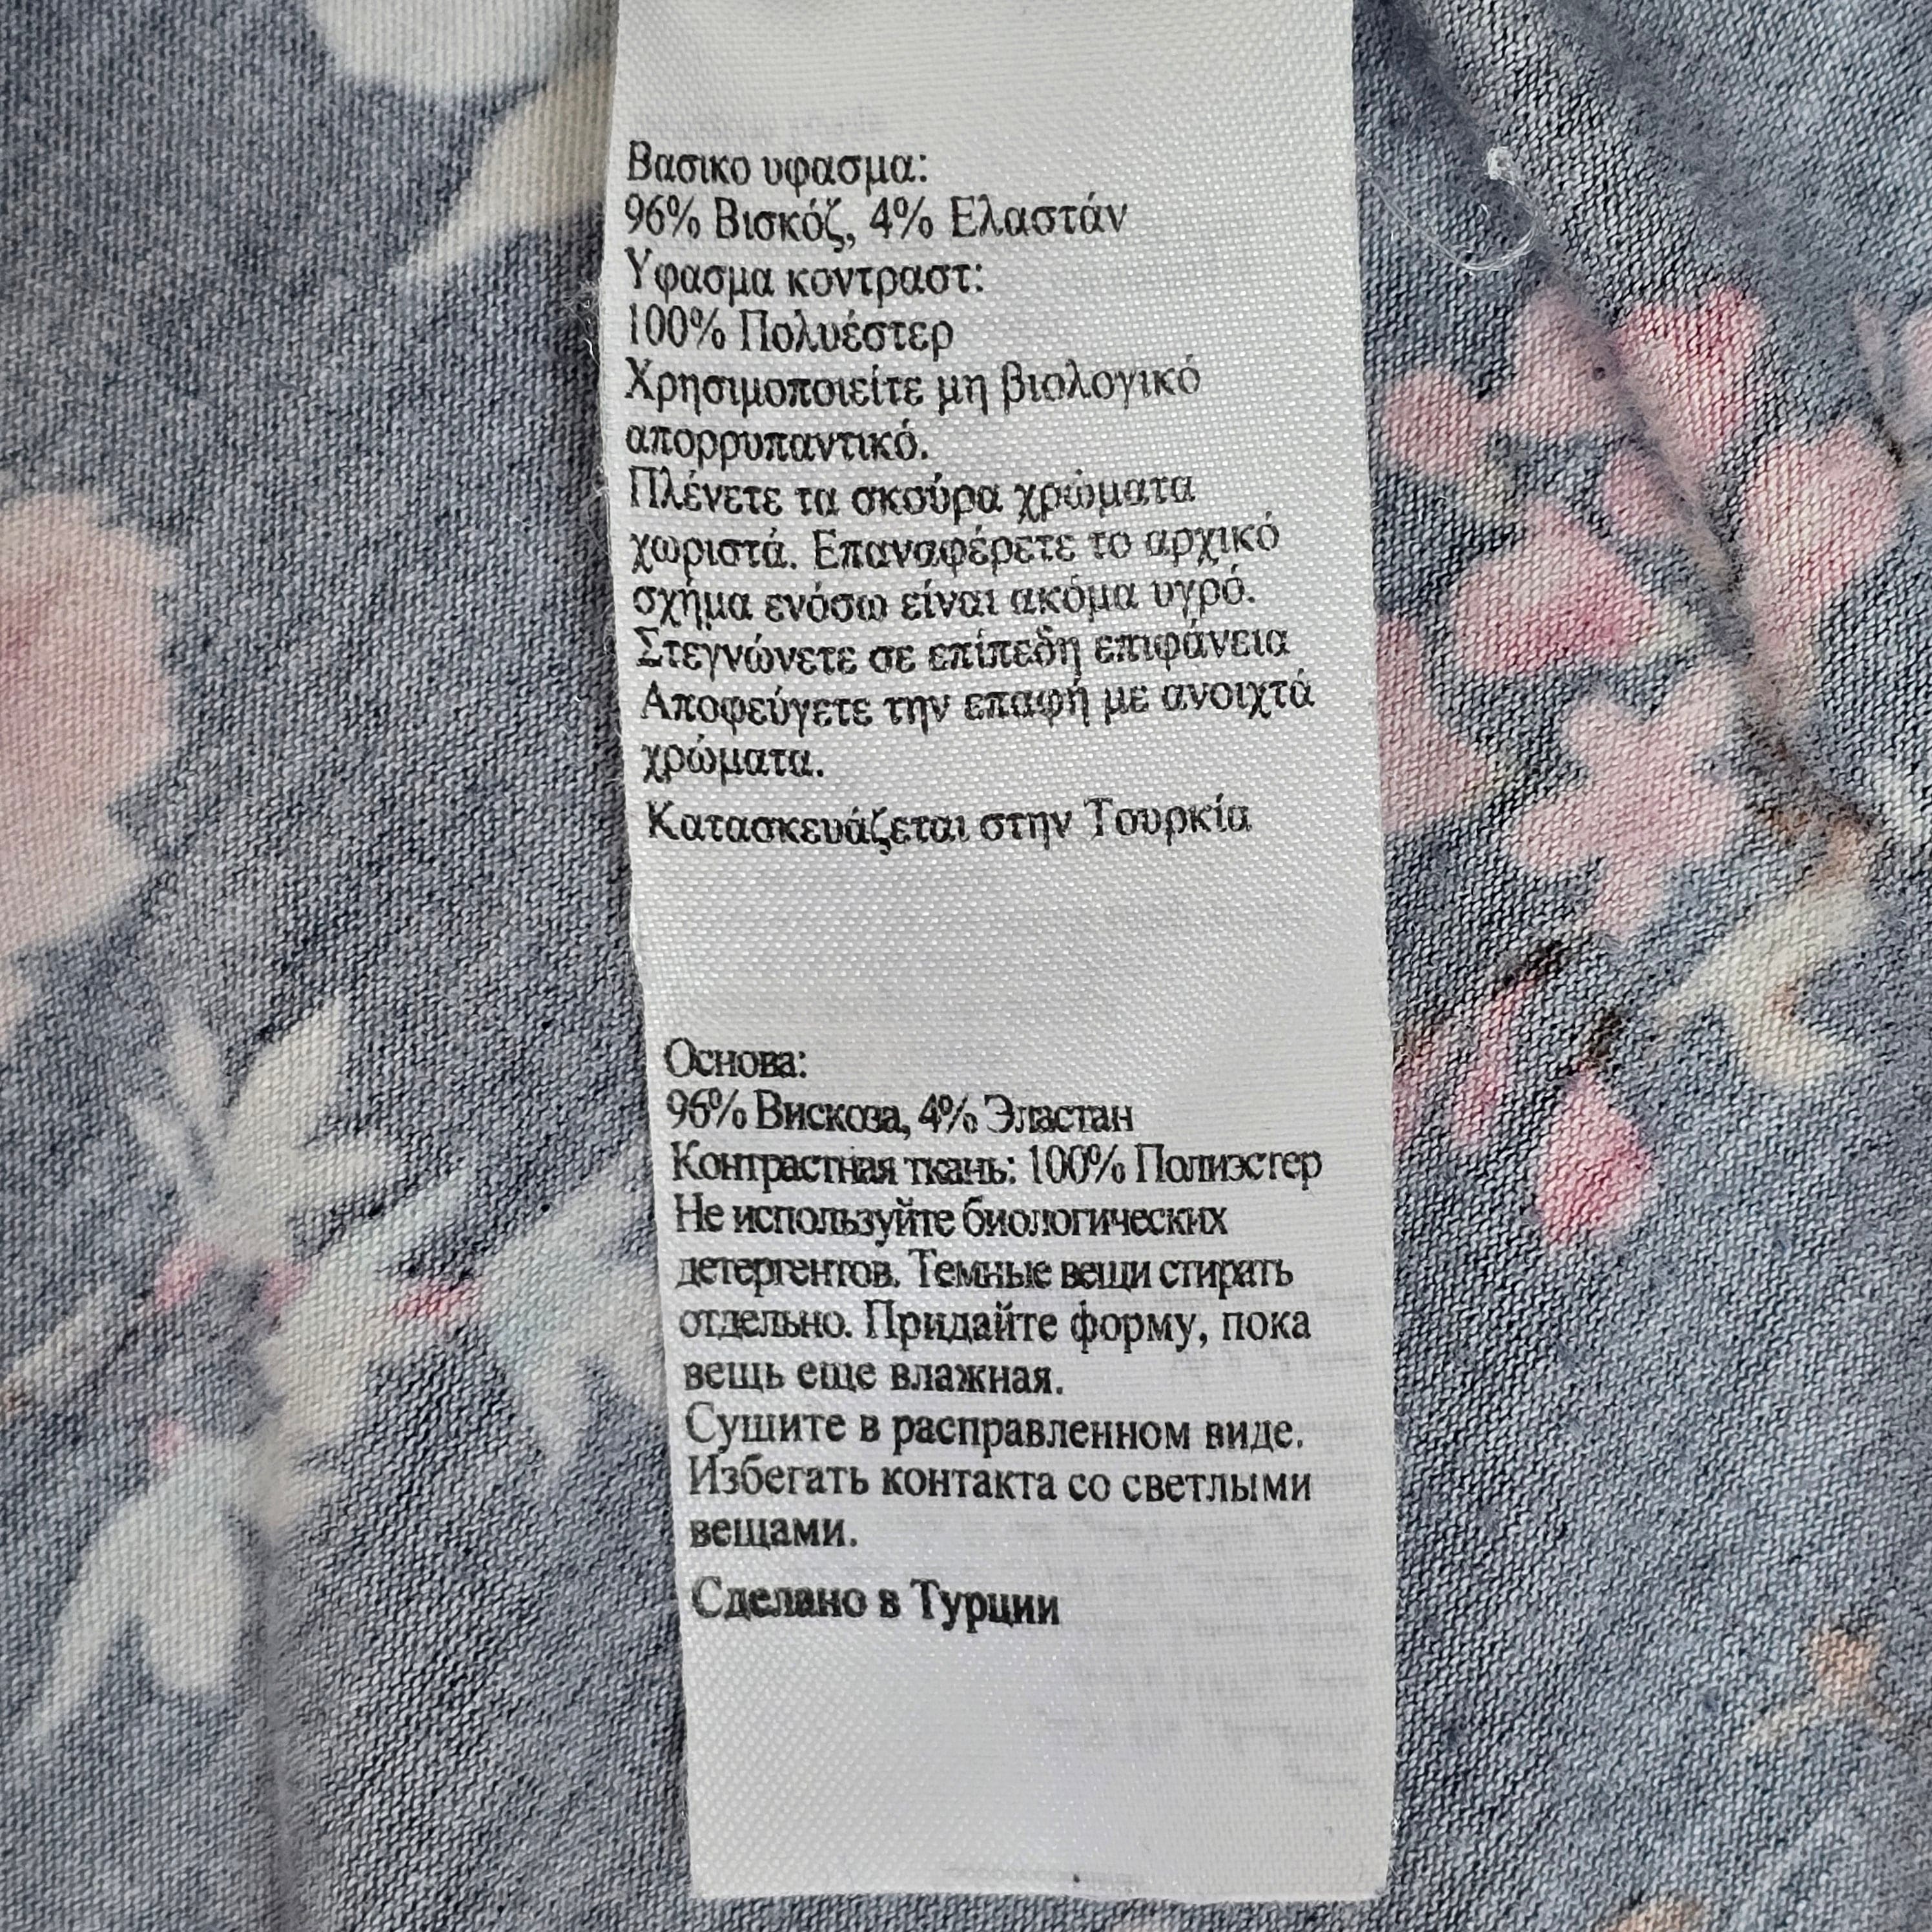 Βασικο υφασμα:
96% Βισκόζ, 4% Ελαστάν
Υφασμα κοντραστ:
100% Πολυέστερ
Χρησιμοποιείτε μη βιολογικό
απορρυπαντικό.
Πλένετε τα σκούρα χρώματα
χωριστά. Επαναφέρετε το αρχικό
σχήμα ενόσω είναι ακόμα υγρό.
Στεγνώνετε σε επίπεδη επιφάνεια
Αποφεύγετε την επαφή με ανοιχτά
χρώματα.
Κατασκευάζεται στην Τουρκία
Основа:
96% Вискоза, 4% Эластан
Контрастная ткань: 100% Полиэстер
Не используйте биологических
детергентов. Темные вещи стирать
отдельно. Придайте форму, пока
вещь еще влажная.
Сушите в расправленном виде.
Избегать контакта со светлыми
вещами.
Сделано в Турции